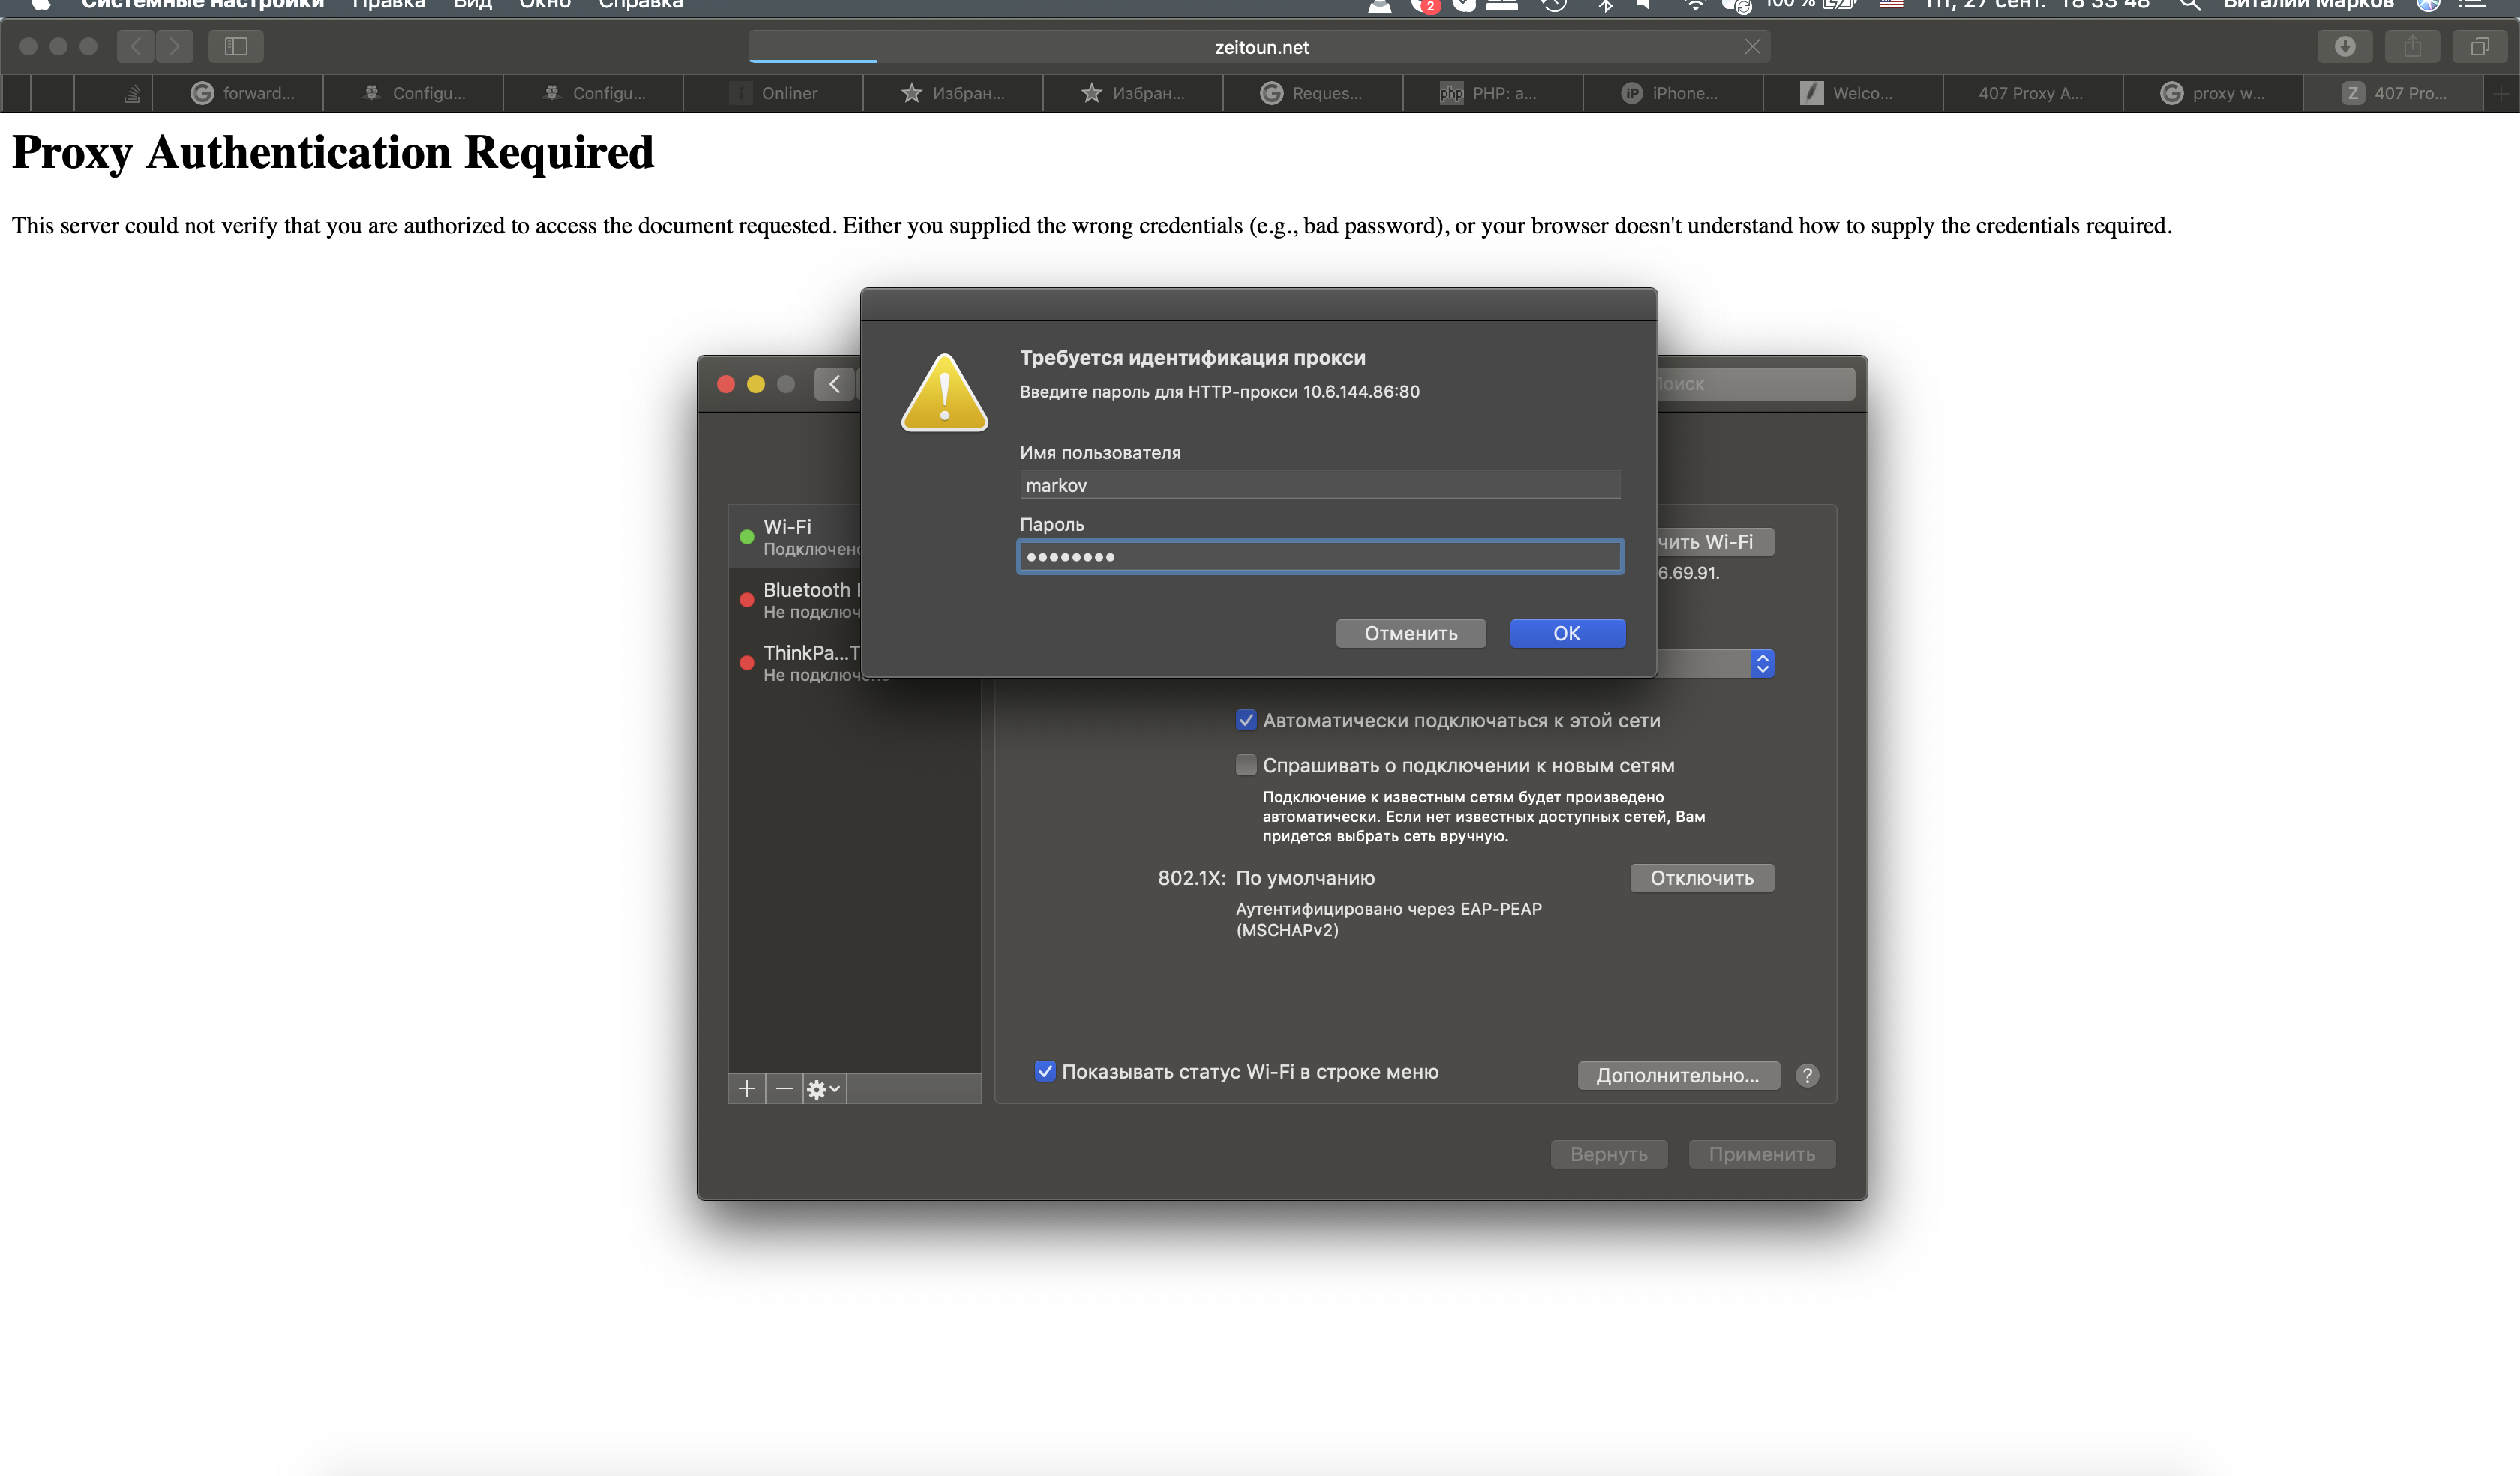 Системные настройки Правка Вид Окно Справка 2 100 % Пт, 27 сент. 18 33 48 Виталий Марков
zeitoun.net
forward... Configu... Configu... Onliner Избран... Избран... Reques... php PHP: a... iP iPhone... Welco... 407 Proxy A... proxy w... Z 407 Pro...
Proxy Authentication Required
This server could not verify that you are authorized to access the document requested. Either you supplied the wrong credentials (e.g., bad password), or your browser doesn't understand how to supply the credentials required.
Требуется идентификация прокси
Введите пароль для HTTP-прокси 10.6.144.86:80
Имя пользователя
markov
Пароль
••••••••
Отменить OK
Wi-Fi
Подключено
Bluetooth
Не подключ
ThinkPa...T
Не подключено
чить Wi-Fi
6.69.91.
Автоматически подключаться к этой сети
Спрашивать о подключении к новым сетям
Подключение к известным сетям будет произведено
автоматически. Если нет известных доступных сетей, Вам
придется выбрать сеть вручную.
802.1X: По умолчанию Отключить
Аутентифицировано через EAP-PEAP
(MSCHAPv2)
Показывать статус Wi-Fi в строке меню Дополнительно... ?
Вернуть Применить